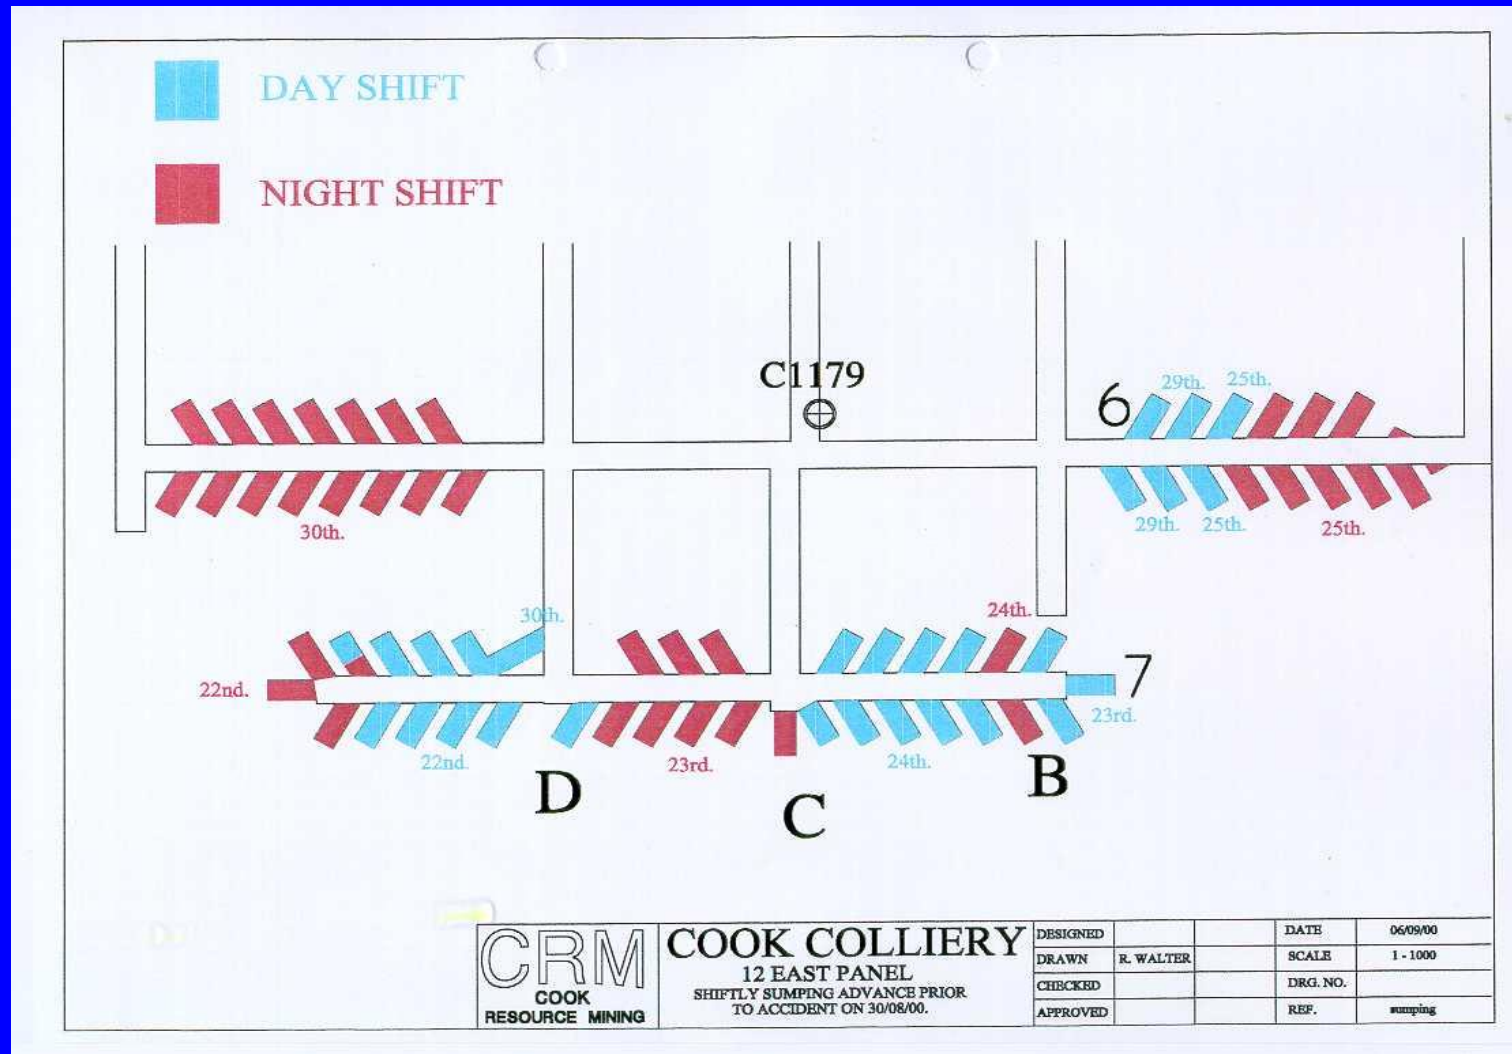 DAY SHIFT
NIGHT SHIFT
C1179
6
29th. 25th.
30th.
29th. 25th.
25th.
30th.
24th.
22nd.
7
23rd.
22nd.
23rd.
24th.
D
C
B
CRM
COOK
RESOURCE MINING
COOK COLLIERY
12 EAST PANEL
SHIFTLY SUMPING ADVANCE PRIOR
TO ACCIDENT ON 30/08/00.
DESIGNED
DRAWN R. WALTER
CHECKED
APPROVED
DATE 06/09/00
SCALE 1 - 1000
DRG. NO.
REF. sumping